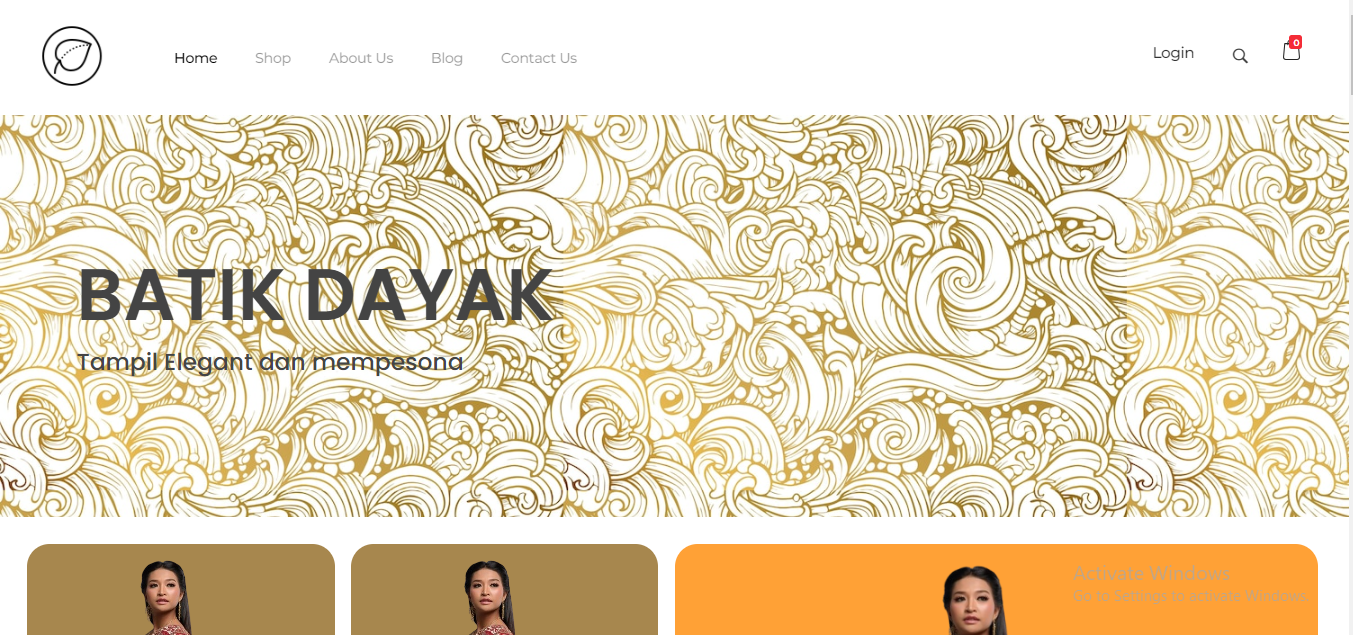 Home Shop About Us Blog Contact Us Login 0
BATIK DAYAK
Tampil Elegant dan mempesona
Activate Windows
Go to Settings to activate Windows.